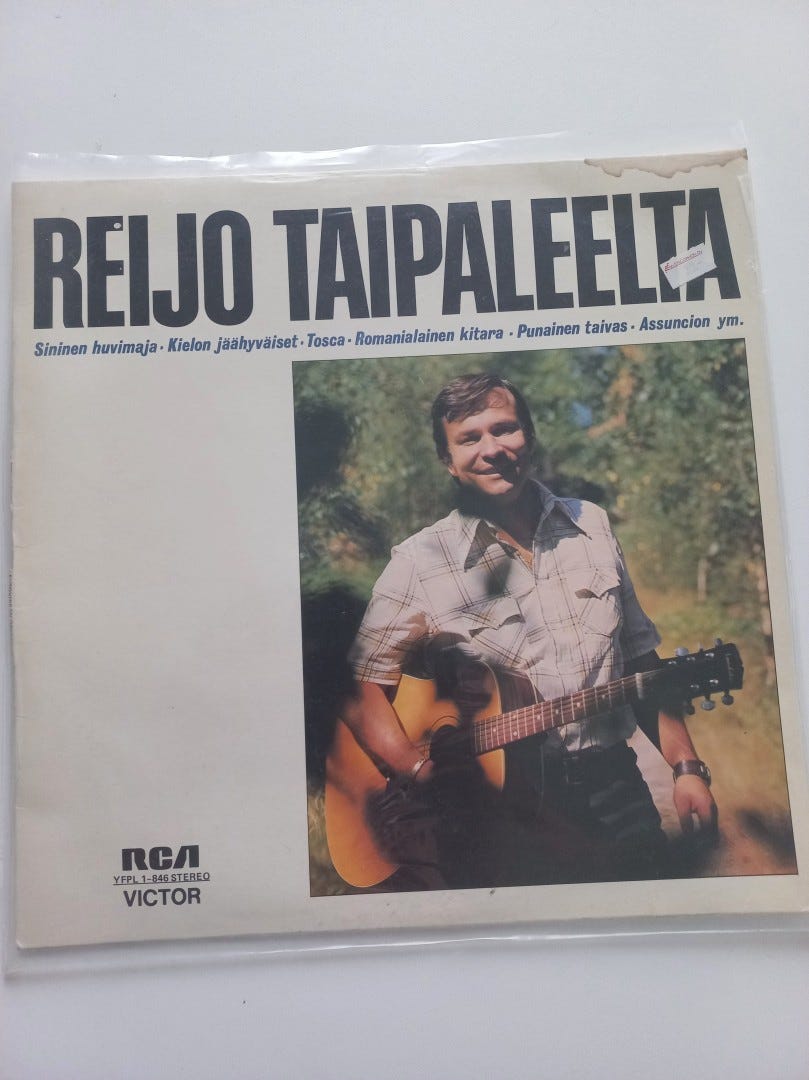 REIJO TAIPALEELTA
Sininen huvimaja · Kielon jäähyväiset · Tosca · Romanialainen kitara · Punainen taivas · Assuncion ym.
RCA
YFPL 1-846 STEREO
VICTOR